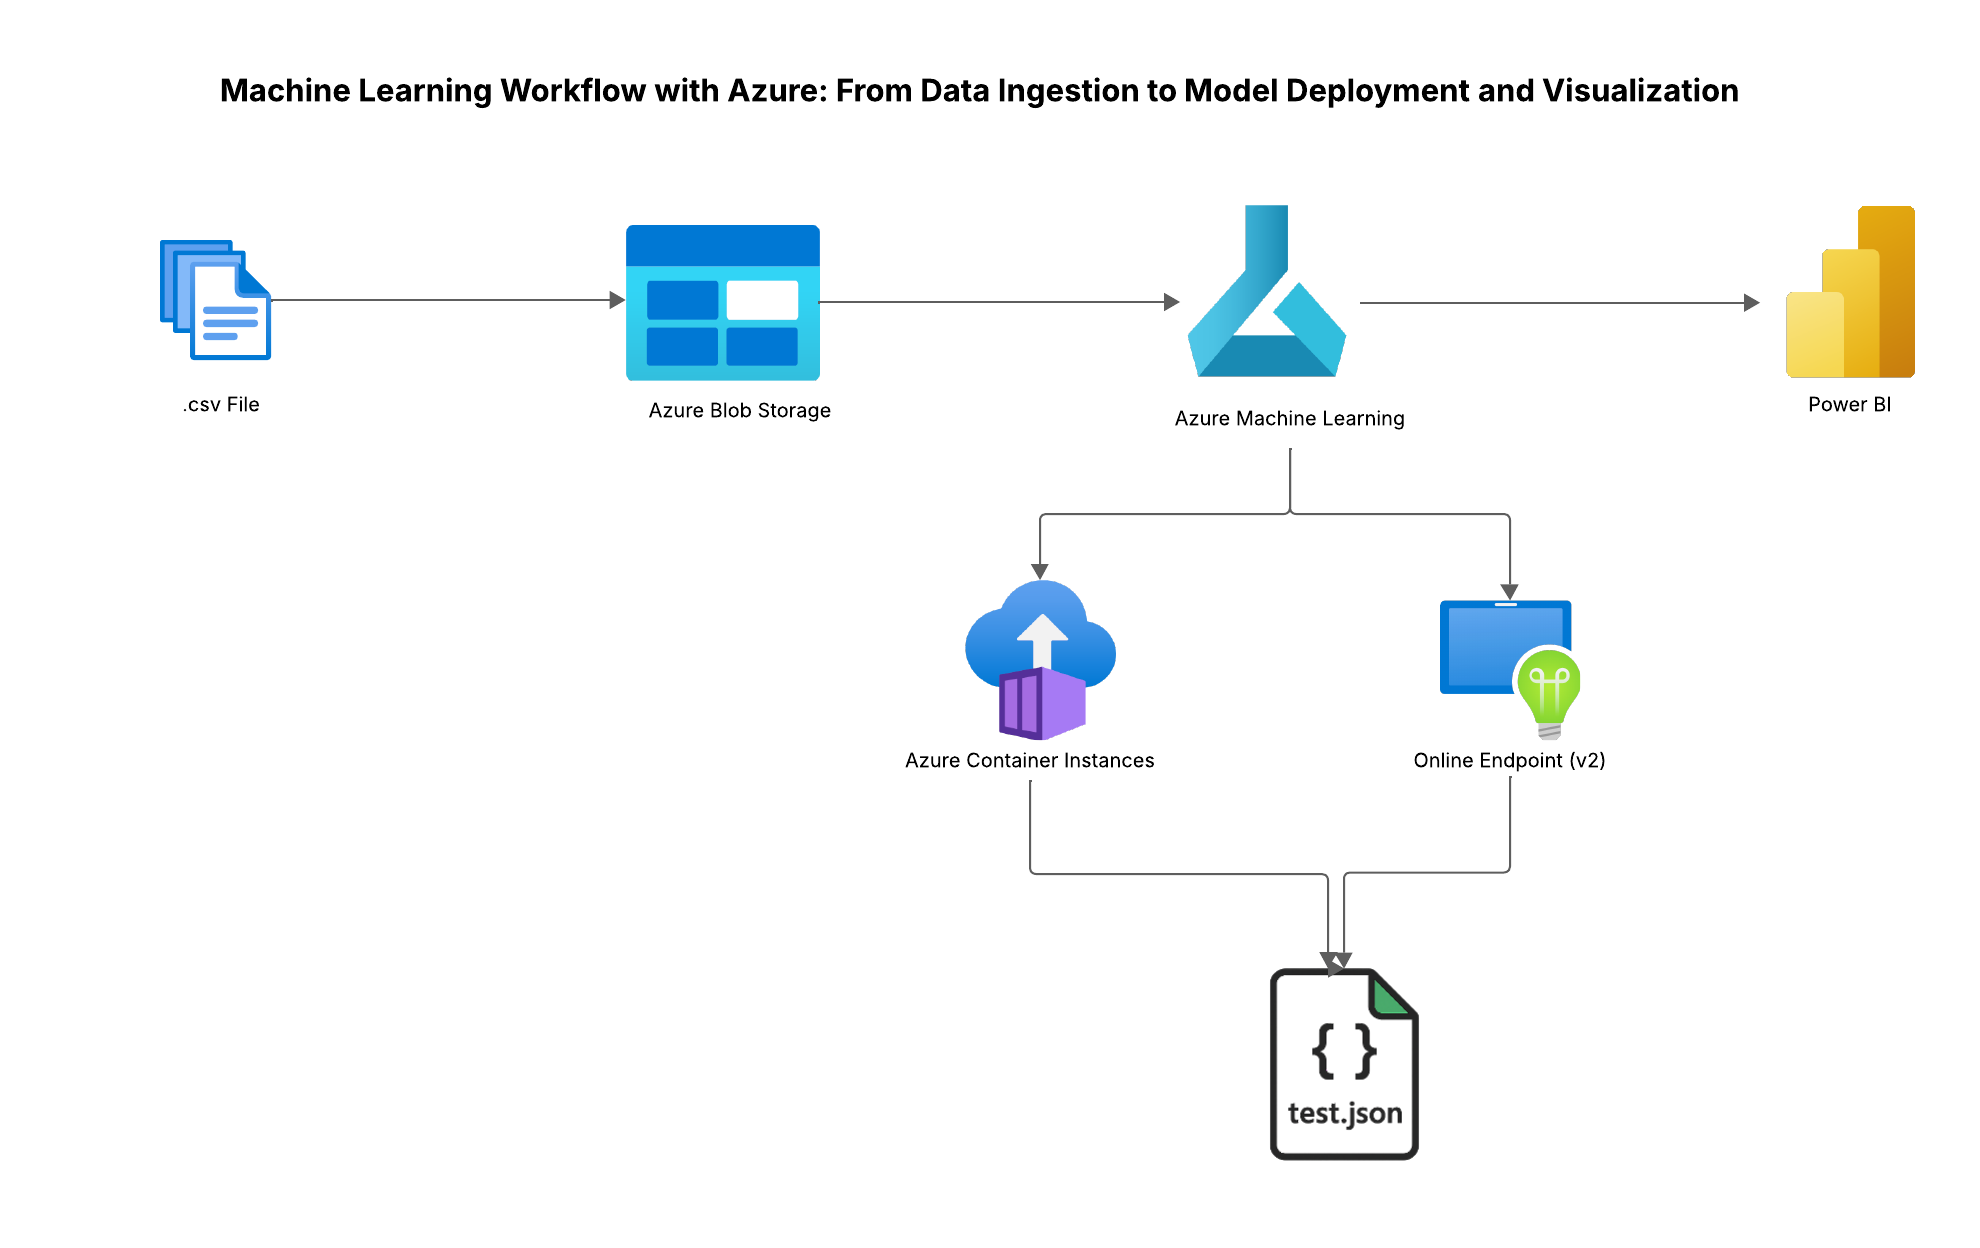 Machine Learning Workflow with Azure: From Data Ingestion to Model Deployment and Visualization
.csv File
Azure Blob Storage
Azure Machine Learning
Power BI
Azure Container Instances
Online Endpoint (v2)
{ }
test.json